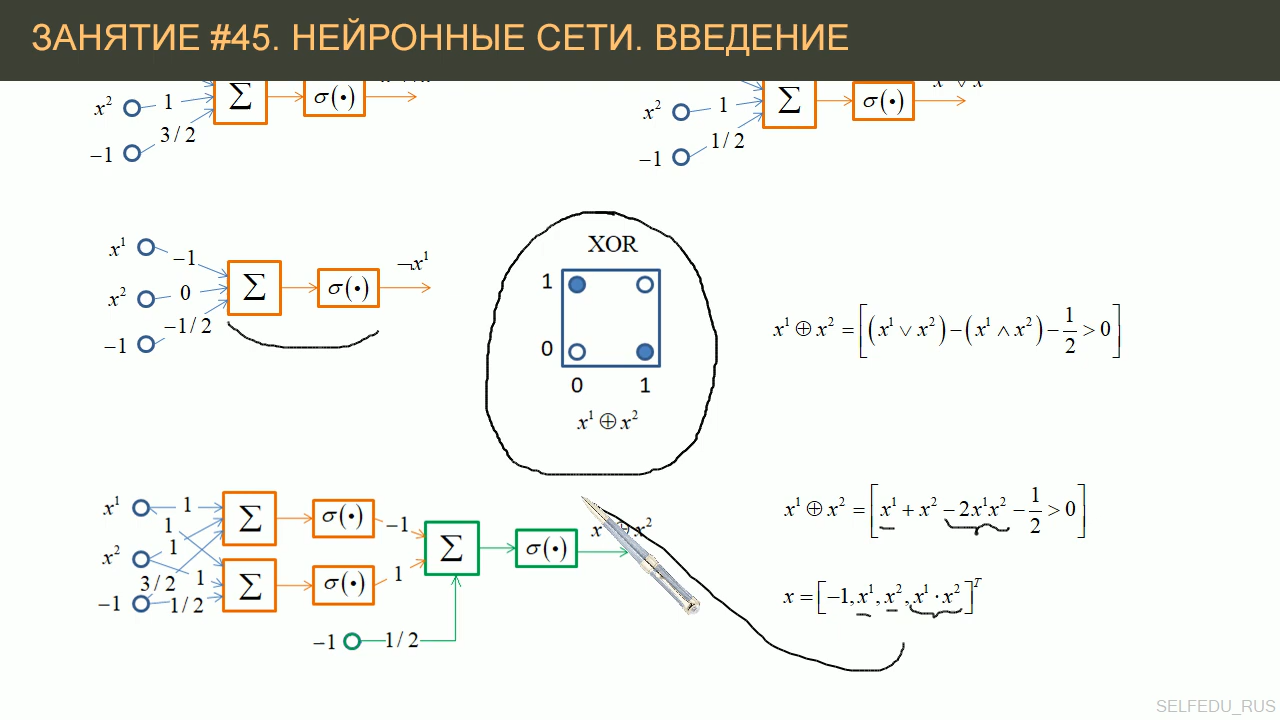 ЗАНЯТИЕ #45. НЕЙРОННЫЕ СЕТИ. ВВЕДЕНИЕ
x² 1 Σ σ(•)
3/2
−1
x² 1 Σ σ(•)
1/2
−1
x¹ −1
x² 0 Σ σ(•) ¬x¹
−1/2
−1
XOR
1
0
0 1
x¹ ⊕ x²
x¹ ⊕ x² = [(x¹ ∨ x²) − (x¹ ∧ x²) − 1/2 > 0]
x¹ 1 Σ σ(•) −1
1
x² 1
3/2 1 Σ σ(•) 1
−1 1/2
Σ σ(•)
−1 1/2
x¹ ⊕ x² = [x¹ + x² − 2x¹x² − 1/2 > 0]
x = [−1, x¹, x², x¹ · x²]ᵀ
SELFEDU_RUS